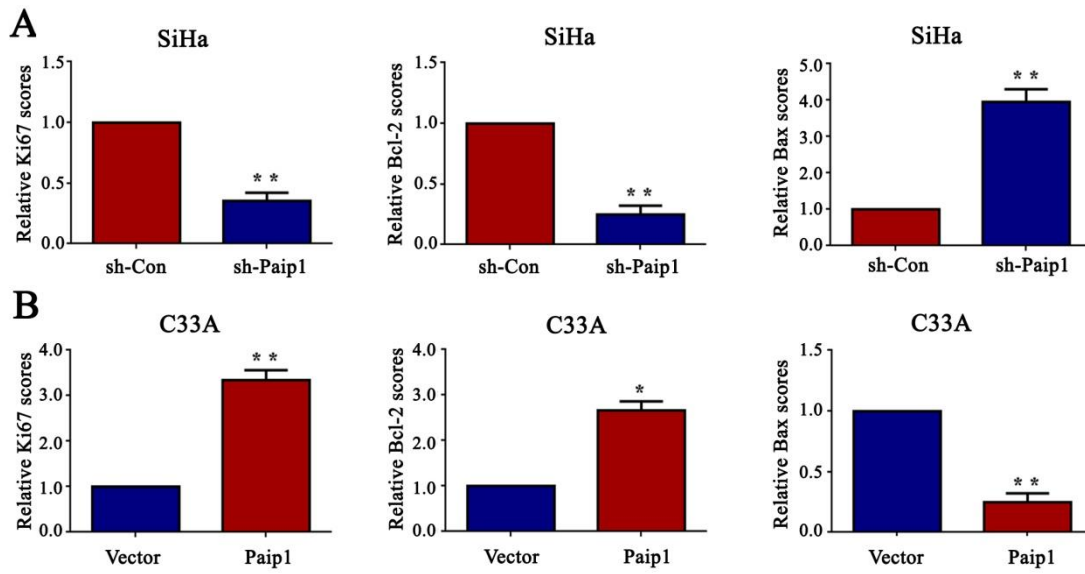 A
SiHa
Relative Ki67 scores
1.5
1.0
0.5
0.0
* *
sh-Con sh-Paip1
SiHa
Relative Bcl-2 scores
1.5
1.0
0.5
0.0
* *
sh-Con sh-Paip1
SiHa
Relative Bax scores
5.0
4.0
2.0
1.0
0.0
* *
sh-Con sh-Paip1
B
C33A
Relative Ki67 scores
4.0
3.0
2.0
1.0
0.0
* *
Vector Paip1
C33A
Relative Bcl-2 scores
4.0
3.0
2.0
1.0
0.0
*
Vector Paip1
C33A
Relative Bax scores
1.5
1.0
0.5
0.0
* *
Vector Paip1